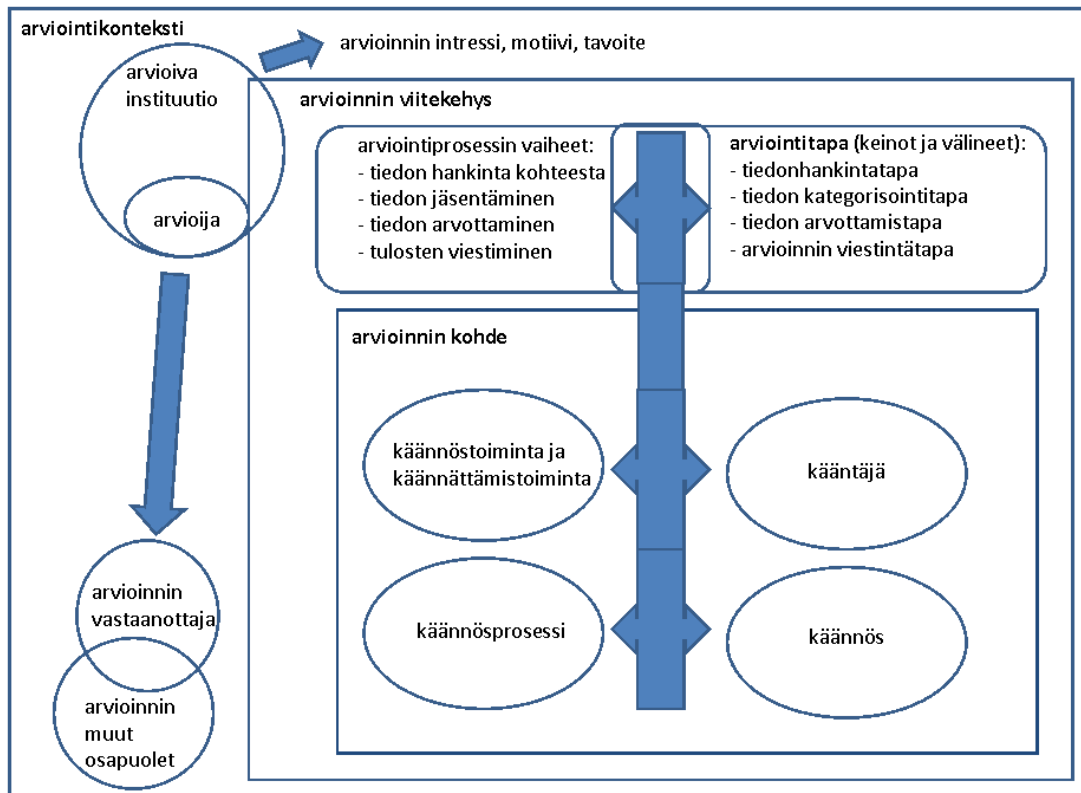 arviointikonteksti
arvioinnin intressi, motiivi, tavoite
arvioiva
instituutio
arvioija
arvioinnin viitekehys
arviointiprosessin vaiheet:
- tiedon hankinta kohteesta
- tiedon jäsentäminen
- tiedon arvottaminen
- tulosten viestiminen
arviointitapa (keinot ja välineet):
- tiedonhankintatapa
- tiedon kategorisointitapa
- tiedon arvottamistapa
- arvioinnin viestintätapa
arvioinnin kohde
käännöstoiminta ja
käännättämistoiminta
kääntäjä
käännösprosessi
käännös
arvioinnin
vastaanottaja
arvioinnin
muut
osapuolet